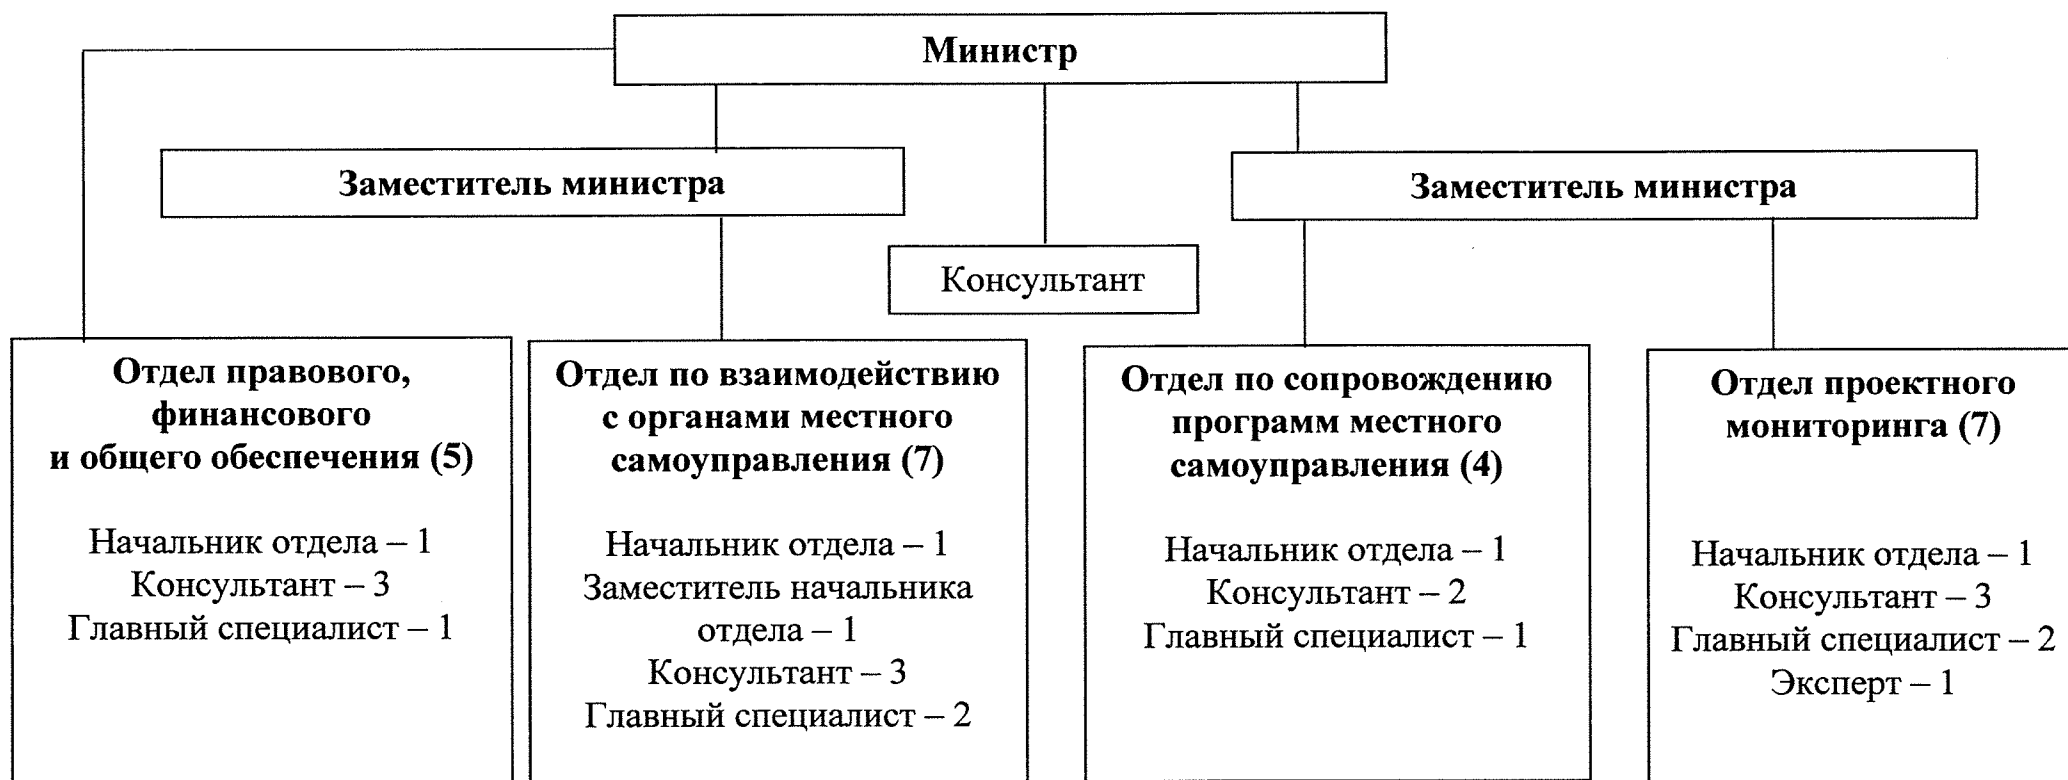 Министр
Заместитель министра
Заместитель министра
Консультант
Отдел правового,
финансового
и общего обеспечения (5)
Начальник отдела – 1
Консультант – 3
Главный специалист – 1
Отдел по взаимодействию
с органами местного
самоуправления (7)
Начальник отдела – 1
Заместитель начальника
отдела – 1
Консультант – 3
Главный специалист – 2
Отдел по сопровождению
программ местного
самоуправления (4)
Начальник отдела – 1
Консультант – 2
Главный специалист – 1
Отдел проектного
мониторинга (7)
Начальник отдела – 1
Консультант – 3
Главный специалист – 2
Эксперт – 1